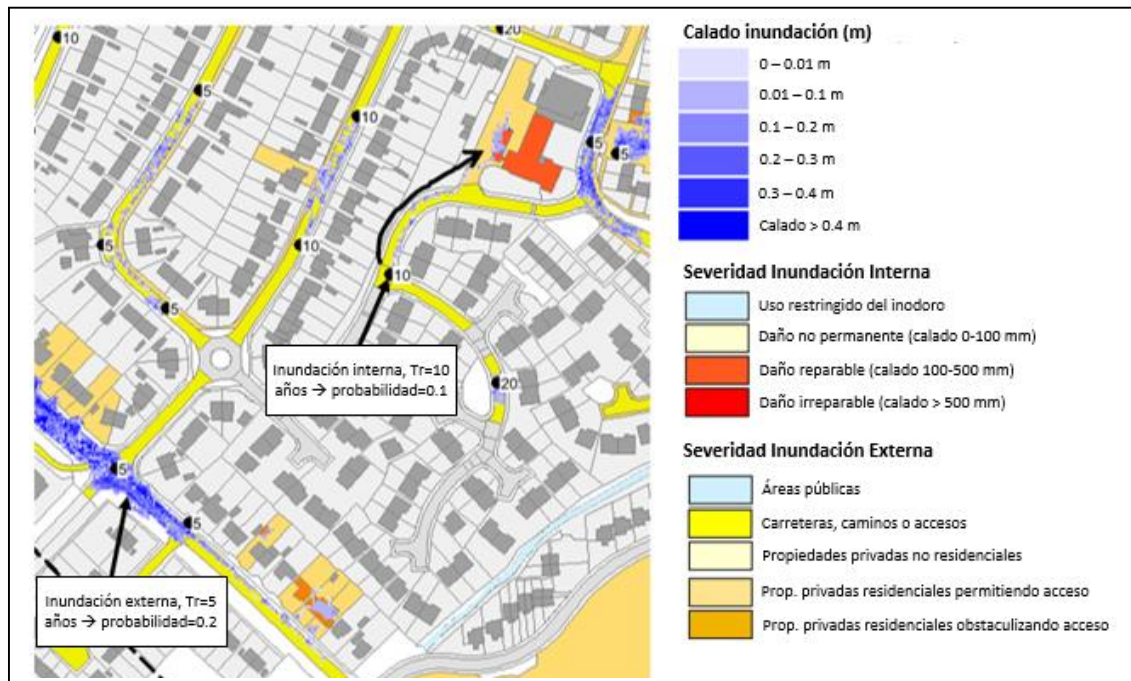 10
20
5
10
5
5
5
10
10
5
20
5
5
Inundación interna, Tr=10
años → probabilidad=0.1
Inundación externa, Tr=5
años → probabilidad=0.2
Calado inundación (m)
0 – 0.01 m
0.01 – 0.1 m
0.1 – 0.2 m
0.2 – 0.3 m
0.3 – 0.4 m
Calado > 0.4 m
Severidad Inundación Interna
Uso restringido del inodoro
Daño no permanente (calado 0-100 mm)
Daño reparable (calado 100-500 mm)
Daño irreparable (calado > 500 mm)
Severidad Inundación Externa
Áreas públicas
Carreteras, caminos o accesos
Propiedades privadas no residenciales
Prop. privadas residenciales permitiendo acceso
Prop. privadas residenciales obstaculizando acceso